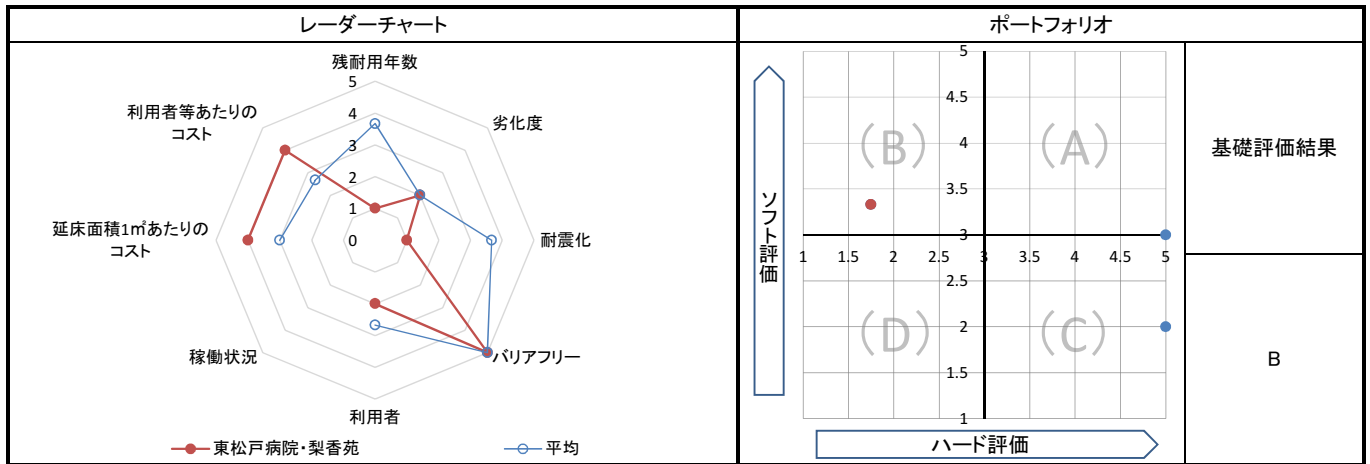 レーダーチャート
残耐用年数
劣化度
耐震化
バリアフリー
利用者
稼働状況
延床面積1㎡あたりの
コスト
利用者等あたりの
コスト
5
4
3
2
1
0
東松戸病院・梨香苑
平均
ポートフォリオ
ソフト評価
5
4.5
4
3.5
3
2.5
2
1.5
1
1 1.5 2 2.5 3 3.5 4 4.5 5
(B)
(A)
(D)
(C)
ハード評価
基礎評価結果
B